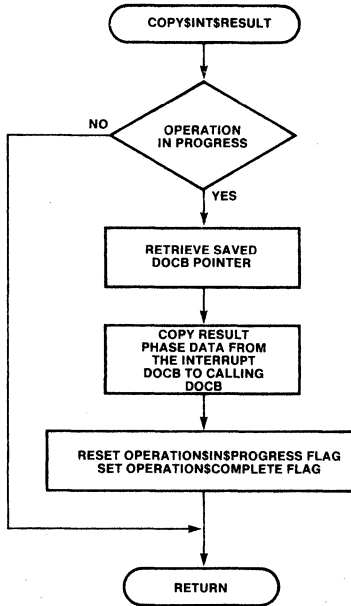 COPY$INT$RESULT
OPERATION
IN PROGRESS
NO
YES
RETRIEVE SAVED
DOCB POINTER
COPY RESULT
PHASE DATA FROM
THE INTERRUPT
DOCB TO CALLING
DOCB
RESET OPERATION$IN$PROGRESS FLAG
SET OPERATION$COMPLETE FLAG
RETURN